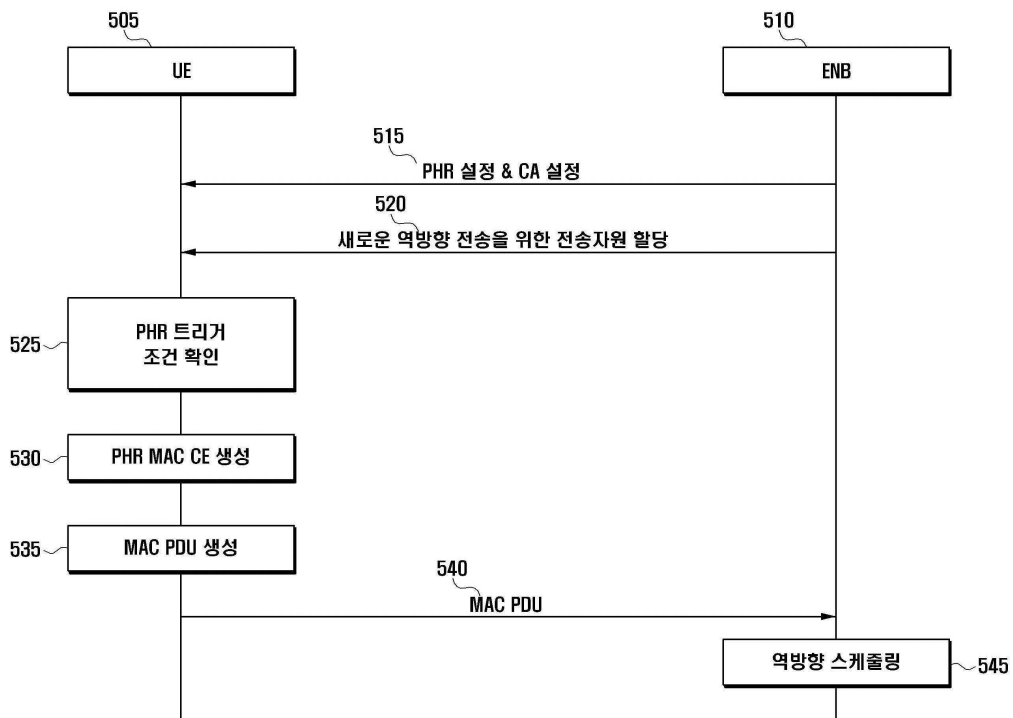 505
510
UE
ENB
515
PHR 설정 & CA 설정
520
새로운 역방향 전송을 위한 전송자원 할당
525
PHR 트리거
조건 확인
530
PHR MAC CE 생성
535
MAC PDU 생성
540
MAC PDU
역방향 스케줄링
545